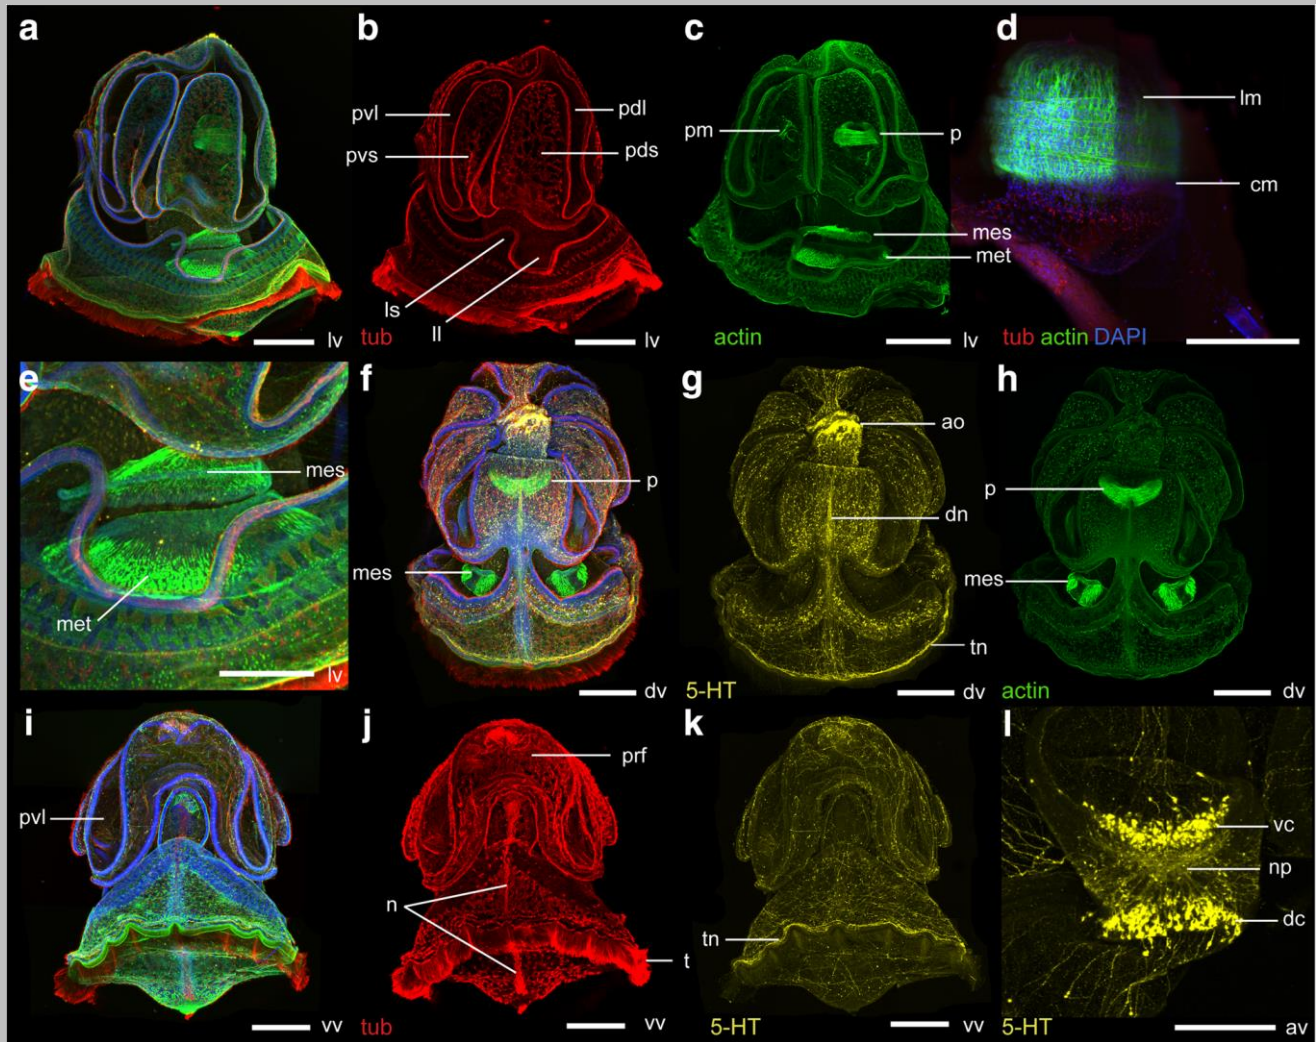 a
b
c
d
pvl
pvs
pdl
pds
ls
ll
tub
lv
lv
pm
p
mes
met
actin
lv
lm
cm
tub actin DAPI
e
f
g
h
mes
met
lv
p
mes
dv
ao
dn
tn
5-HT
dv
p
mes
actin
dv
i
j
k
l
pvl
vv
prf
n
t
tub
vv
tn
5-HT
vv
vc
np
dc
5-HT
av